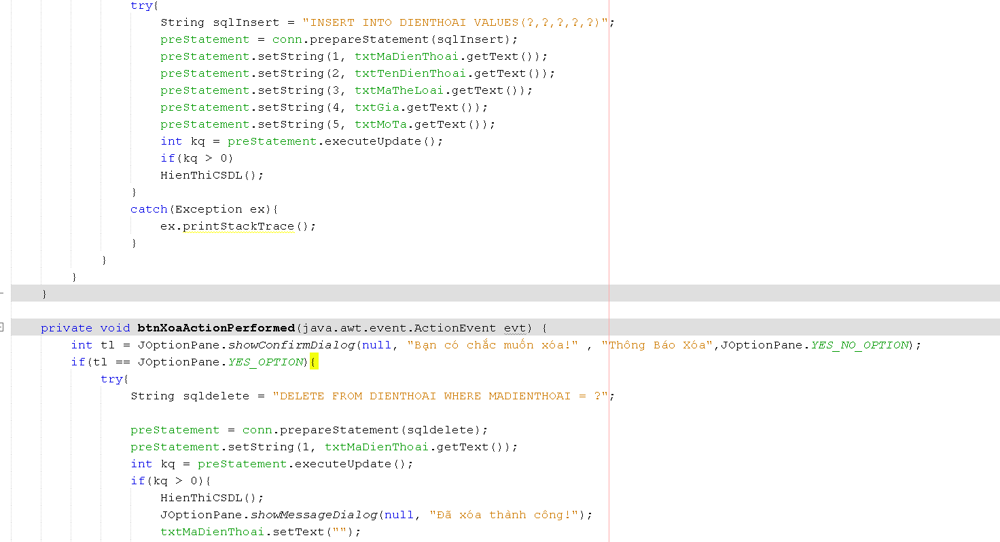 try{
String sqlInsert = "INSERT INTO DIENTHOAI VALUES(?,?,?,?,?)";
preStatement = conn.prepareStatement(sqlInsert);
preStatement.setString(1, txtMaDienThoai.getText());
preStatement.setString(2, txtTenDienThoai.getText());
preStatement.setString(3, txtMaTheLoai.getText());
preStatement.setString(4, txtGia.getText());
preStatement.setString(5, txtMoTa.getText());
int kq = preStatement.executeUpdate();
if(kq > 0)
HienThiCSDL();
}
catch(Exception ex){
ex.printStackTrace();
}
}
}
}
private void btnXoaActionPerformed(java.awt.event.ActionEvent evt) {
int tl = JOptionPane.showConfirmDialog(null, "Bạn có chắc muốn xóa!" , "Thông Báo Xóa",JOptionPane.YES_NO_OPTION);
if(tl == JOptionPane.YES_OPTION){
try{
String sqldelete = "DELETE FROM DIENTHOAI WHERE MADIENTHOAI = ?";
preStatement = conn.prepareStatement(sqldelete);
preStatement.setString(1, txtMaDienThoai.getText());
int kq = preStatement.executeUpdate();
if(kq > 0){
HienThiCSDL();
JOptionPane.showMessageDialog(null, "Đã xóa thành công!");
txtMaDienThoai.setText("");